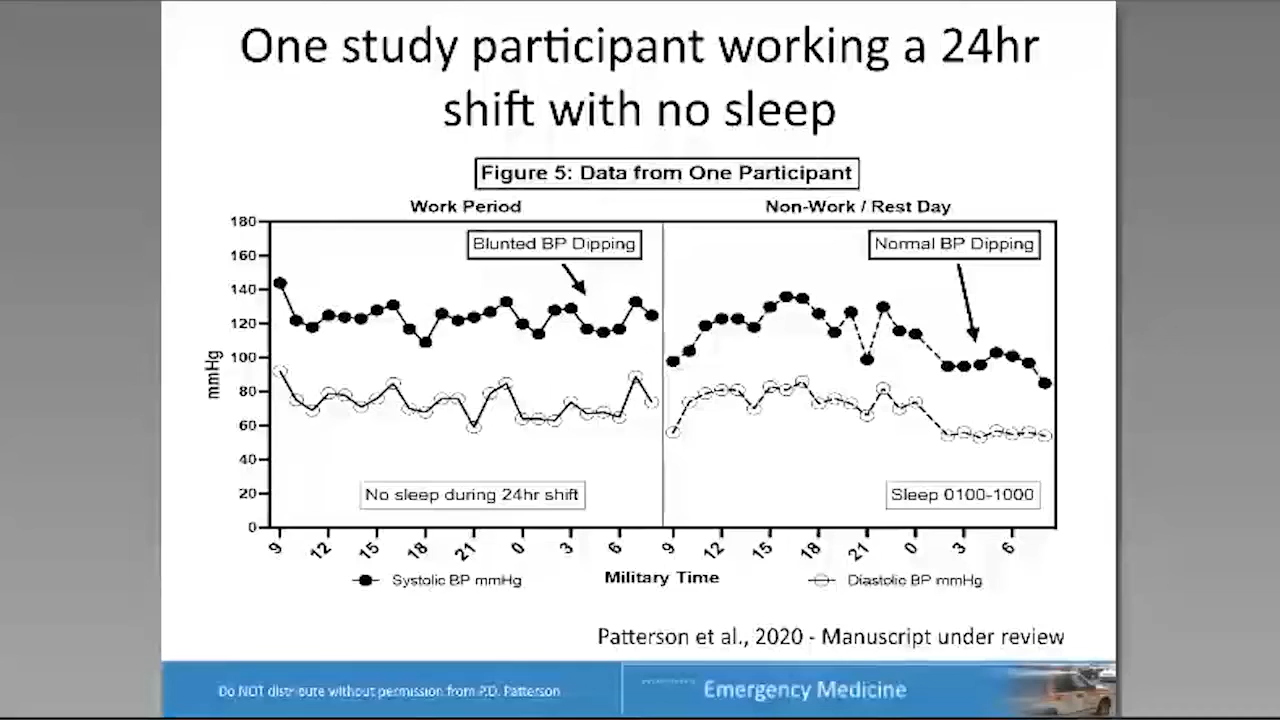 One study participant working a 24hr
shift with no sleep
Figure 5: Data from One Participant
Work Period
Non-Work / Rest Day
180
160
140
120
100
80
60
40
20
0
mmHg
Blunted BP Dipping
Normal BP Dipping
No sleep during 24hr shift
Sleep 0100-1000
9 12 15 18 21 0 3 6 9 12 15 18 21 0 3 6
Systolic BP mmHg
Military Time
Diastolic BP mmHg
Patterson et al., 2020 - Manuscript under review
Do NOT distribute without permission from P.D. Patterson
Emergency Medicine